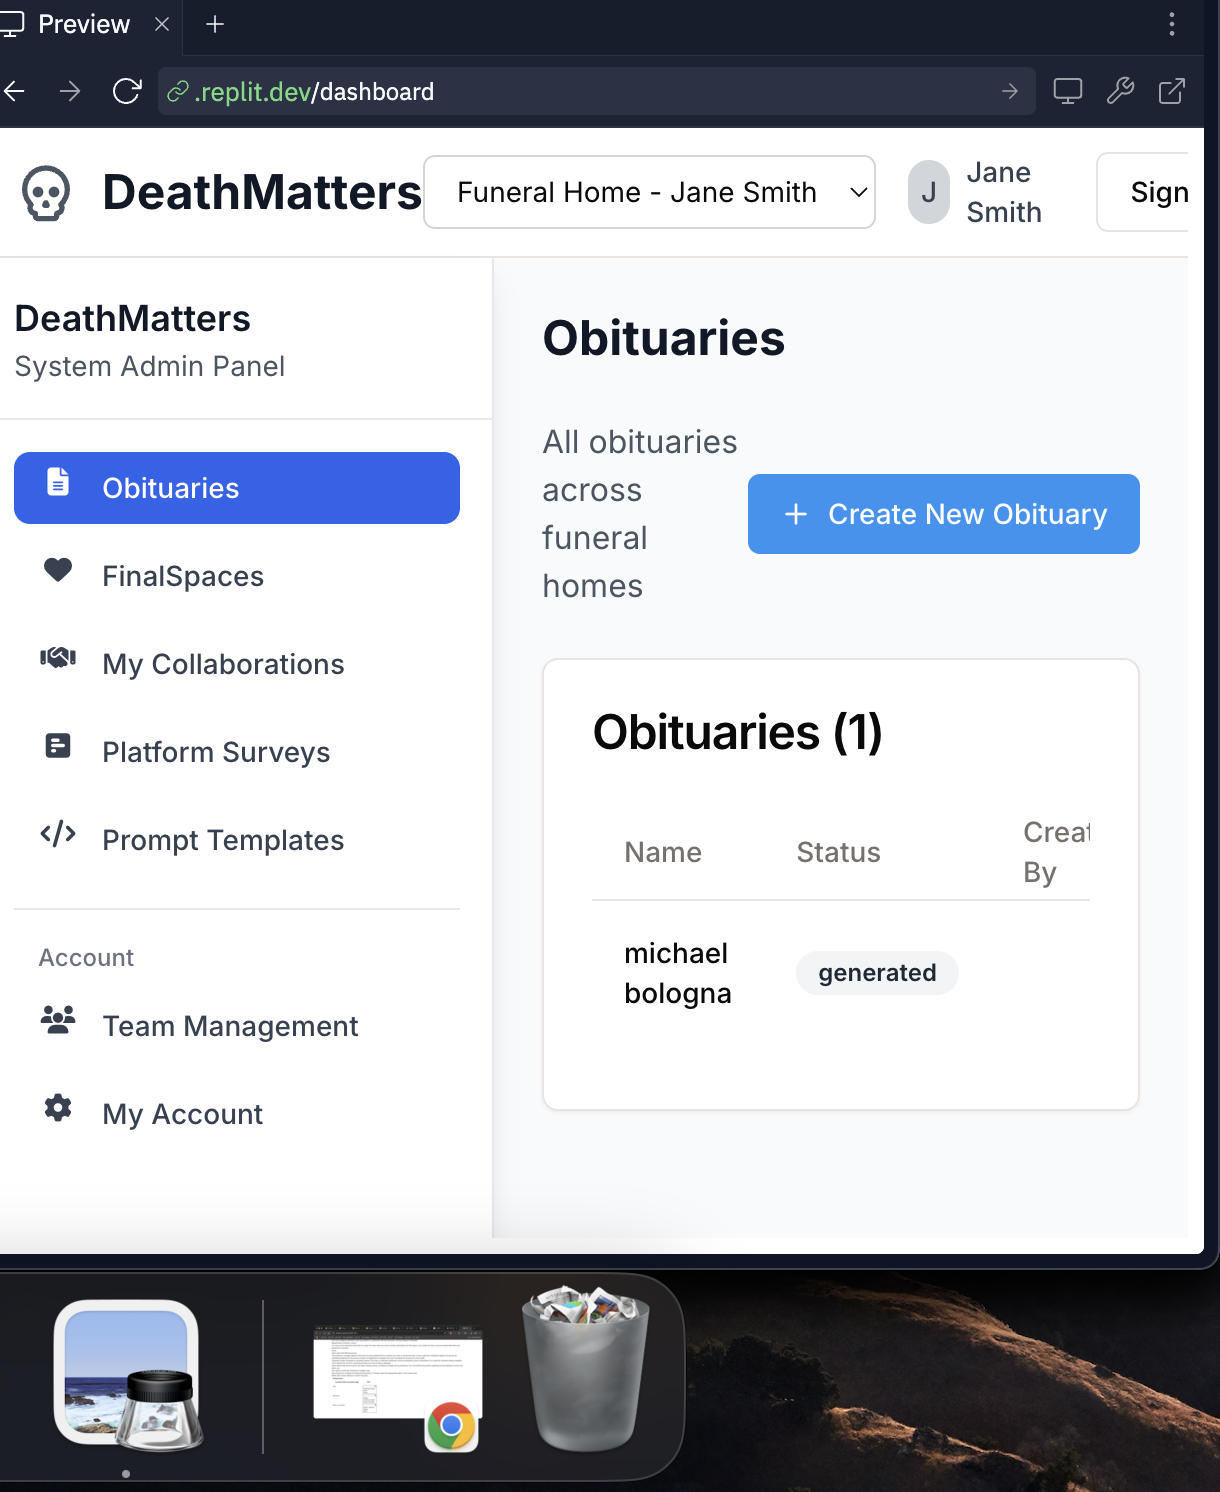 Preview
.replit.dev/dashboard
DeathMatters
Funeral Home - Jane Smith
J
Jane
Smith
Sign
DeathMatters
System Admin Panel
Obituaries
FinalSpaces
My Collaborations
Platform Surveys
Prompt Templates
Account
Team Management
My Account
Obituaries
All obituaries
across
funeral
homes
+ Create New Obituary
Obituaries (1)
Name
Status
Creat
By
michael
bologna
generated